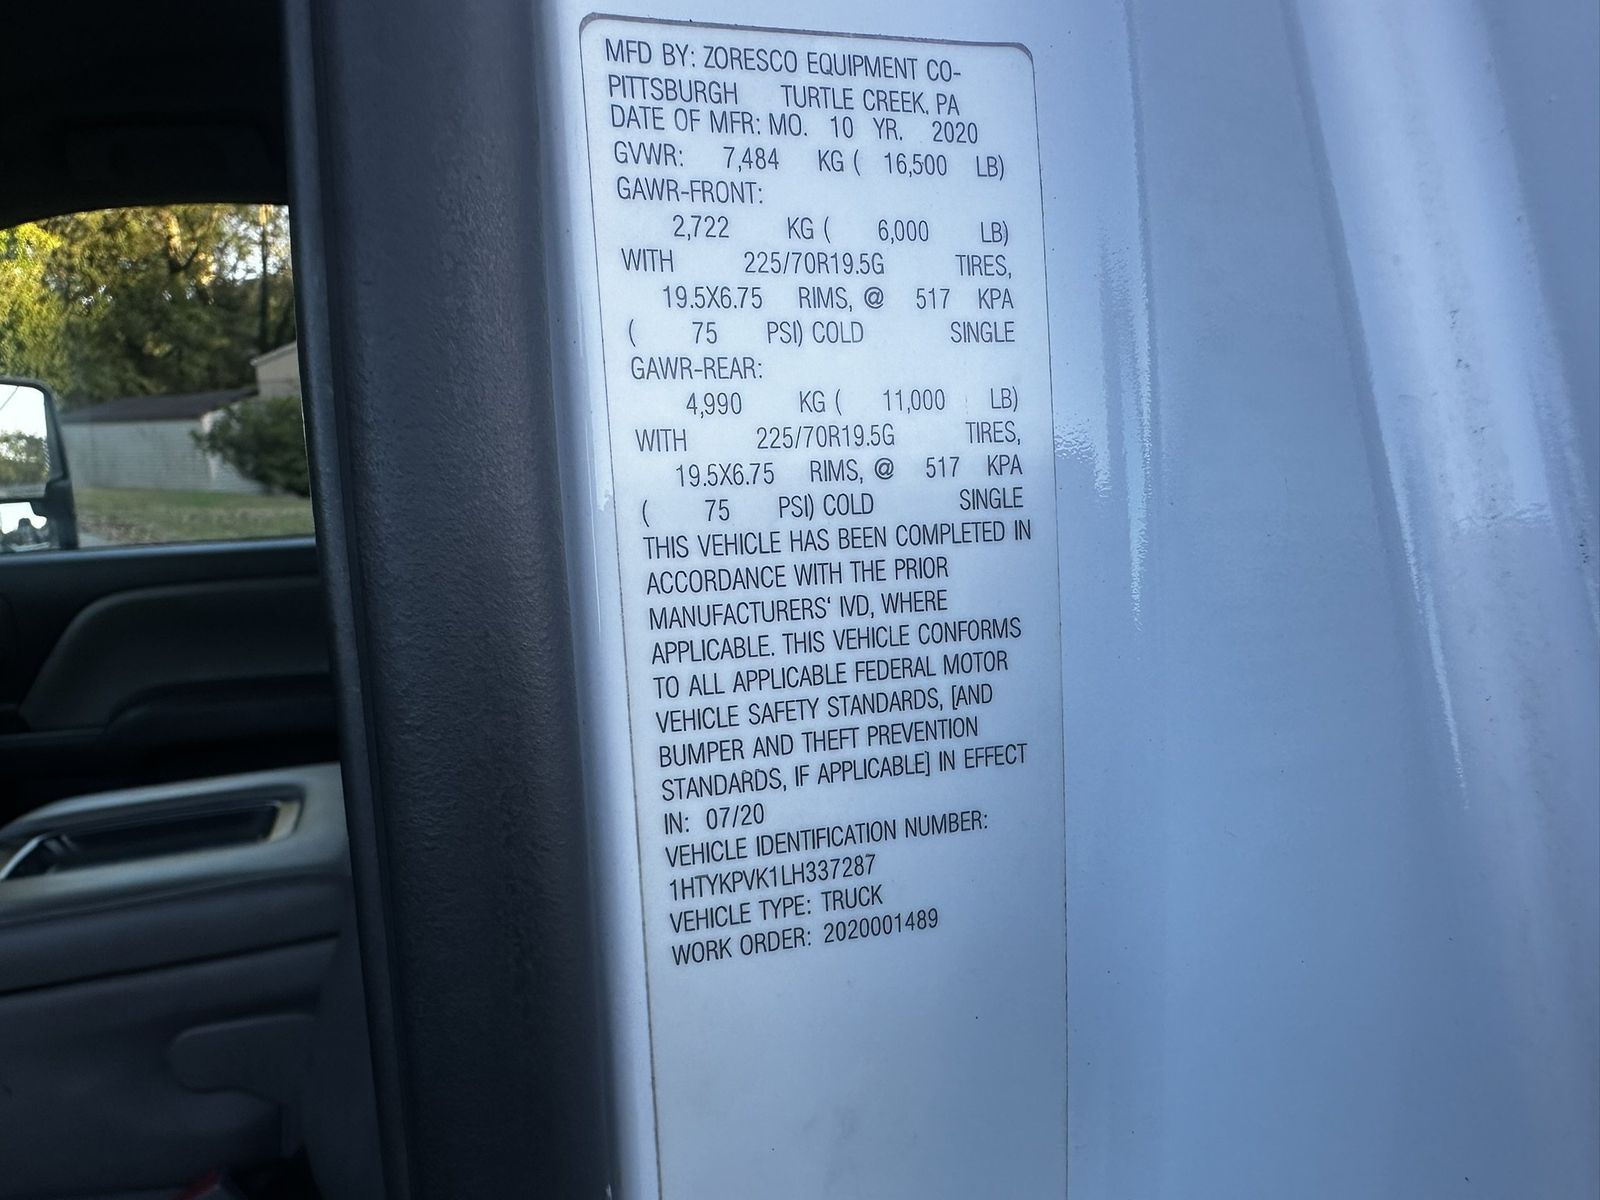 MFD BY: ZORESCO EQUIPMENT CO-
PITTSBURGH TURTLE CREEK, PA
DATE OF MFR: MO. 10 YR. 2020
GVWR: 7,484 KG ( 16,500 LB)
GAWR-FRONT:
2,722 KG ( 6,000 LB)
WITH 225/70R19.5G TIRES,
19.5X6.75 RIMS, @ 517 KPA
( 75 PSI) COLD SINGLE
GAWR-REAR:
4,990 KG ( 11,000 LB)
WITH 225/70R19.5G TIRES,
19.5X6.75 RIMS, @ 517 KPA
( 75 PSI) COLD SINGLE
THIS VEHICLE HAS BEEN COMPLETED IN
ACCORDANCE WITH THE PRIOR
MANUFACTURERS' IVD, WHERE
APPLICABLE. THIS VEHICLE CONFORMS
TO ALL APPLICABLE FEDERAL MOTOR
VEHICLE SAFETY STANDARDS, [AND
BUMPER AND THEFT PREVENTION
STANDARDS, IF APPLICABLE] IN EFFECT
IN: 07/20
VEHICLE IDENTIFICATION NUMBER:
1HTYKPVK1LH337287
VEHICLE TYPE: TRUCK
WORK ORDER: 2020001489